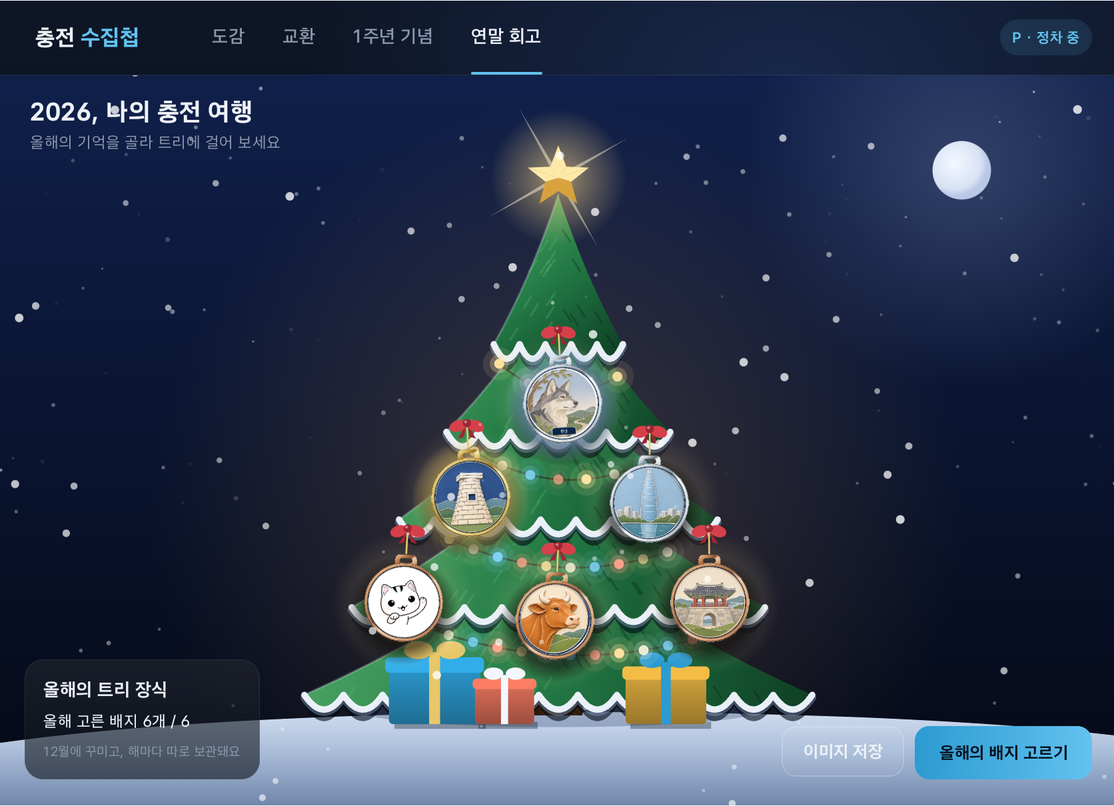 충전 수집첩
도감
교환
1주년 기념
연말 회고
P · 정차 중
2026, 나의 충전 여행
올해의 기억을 골라 트리에 걸어 보세요
올해의 트리 장식
올해 고른 배지 6개 / 6
12월에 꾸미고, 해마다 따로 보관돼요
이미지 저장
올해의 배지 고르기